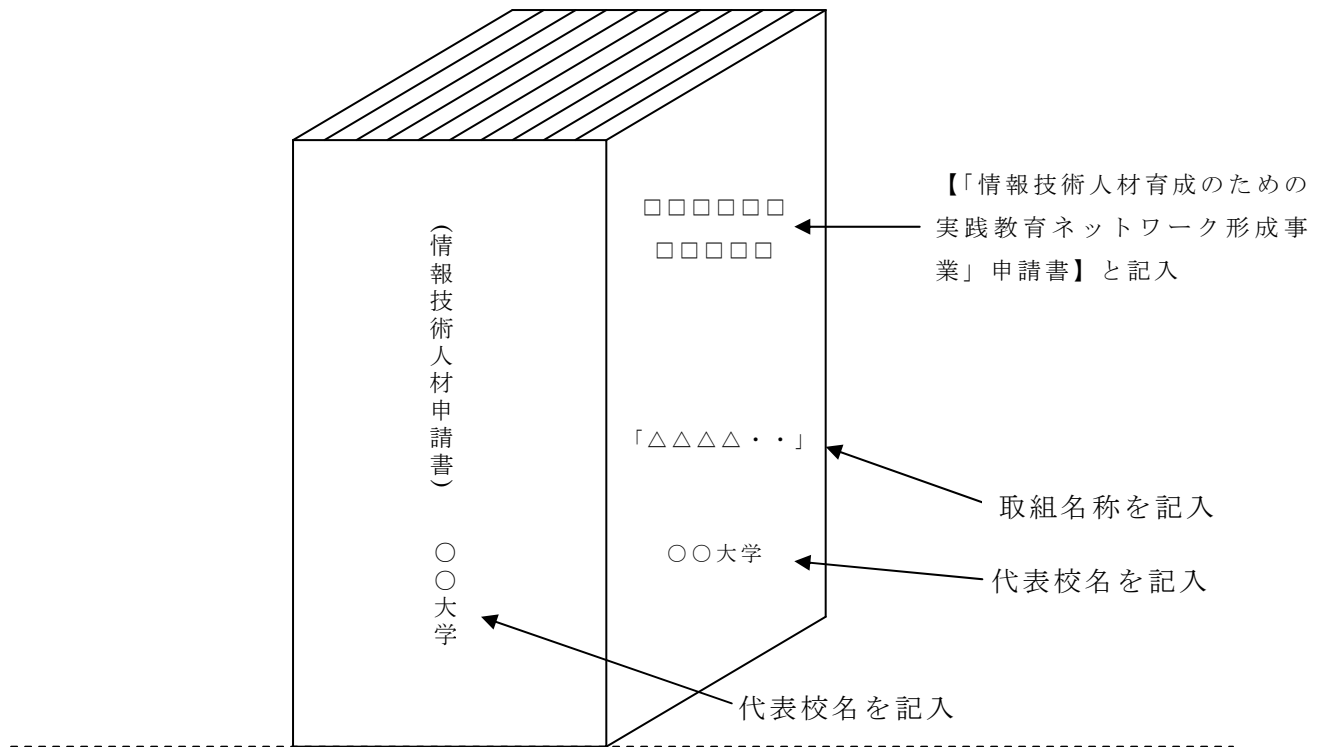 （情報技術人材申請書）　○○大学
□□□□□□
□□□□□
「△△△△・・」
○○大学
【「情報技術人材育成のための
実践教育ネットワーク形成事
業」申請書】と記入
取組名称を記入
代表校名を記入
代表校名を記入